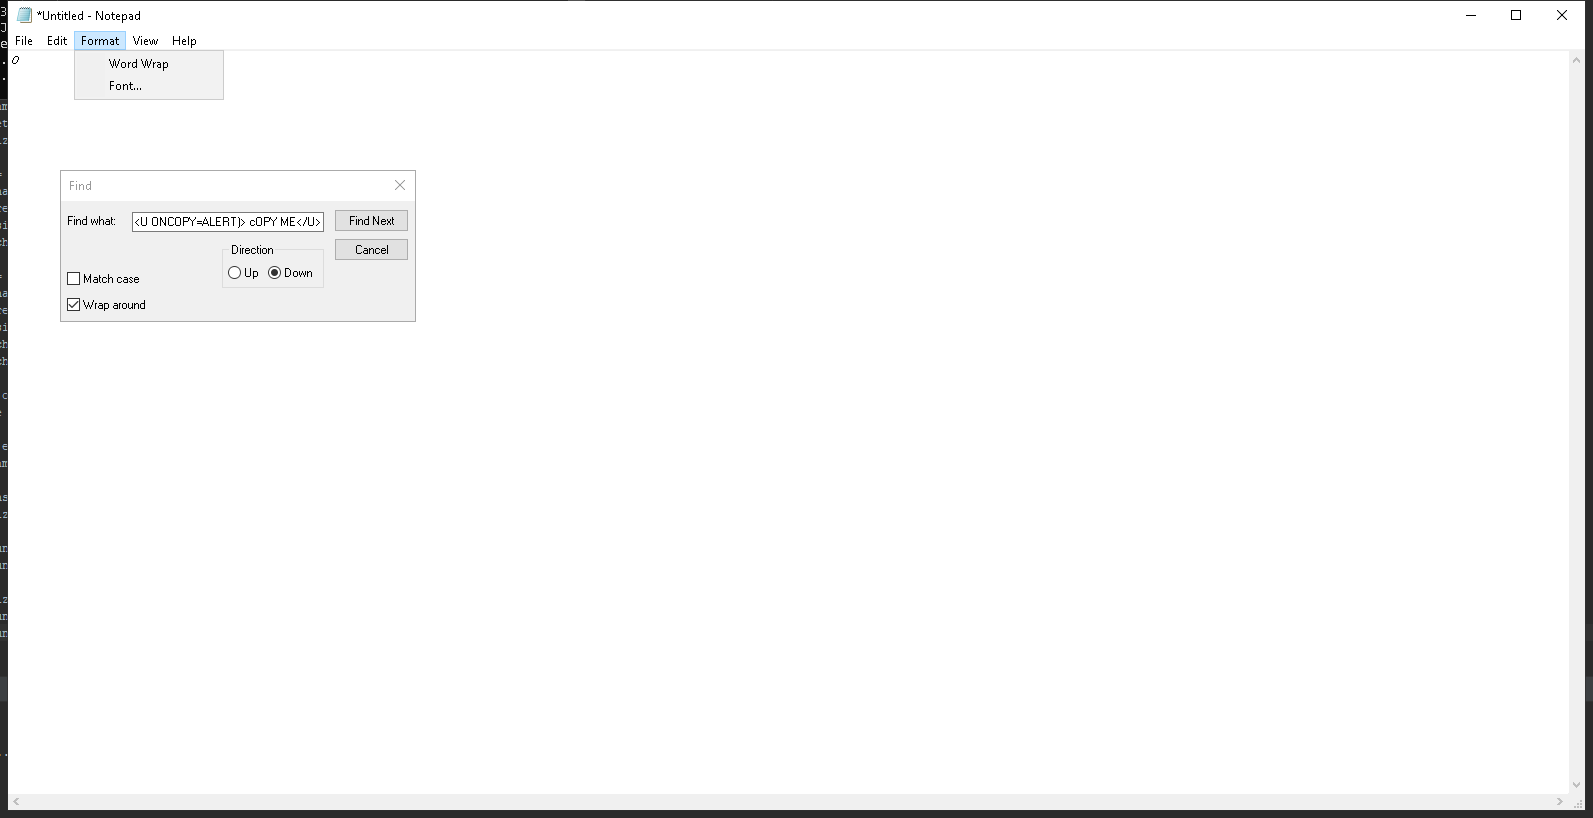 *Untitled - Notepad
File Edit Format View Help
O
Word Wrap
Font...
Find
Find what: <U ONCOPY=ALERT)> cOPY ME</U> Find Next
Direction Cancel
Up Down
Match case
Wrap around